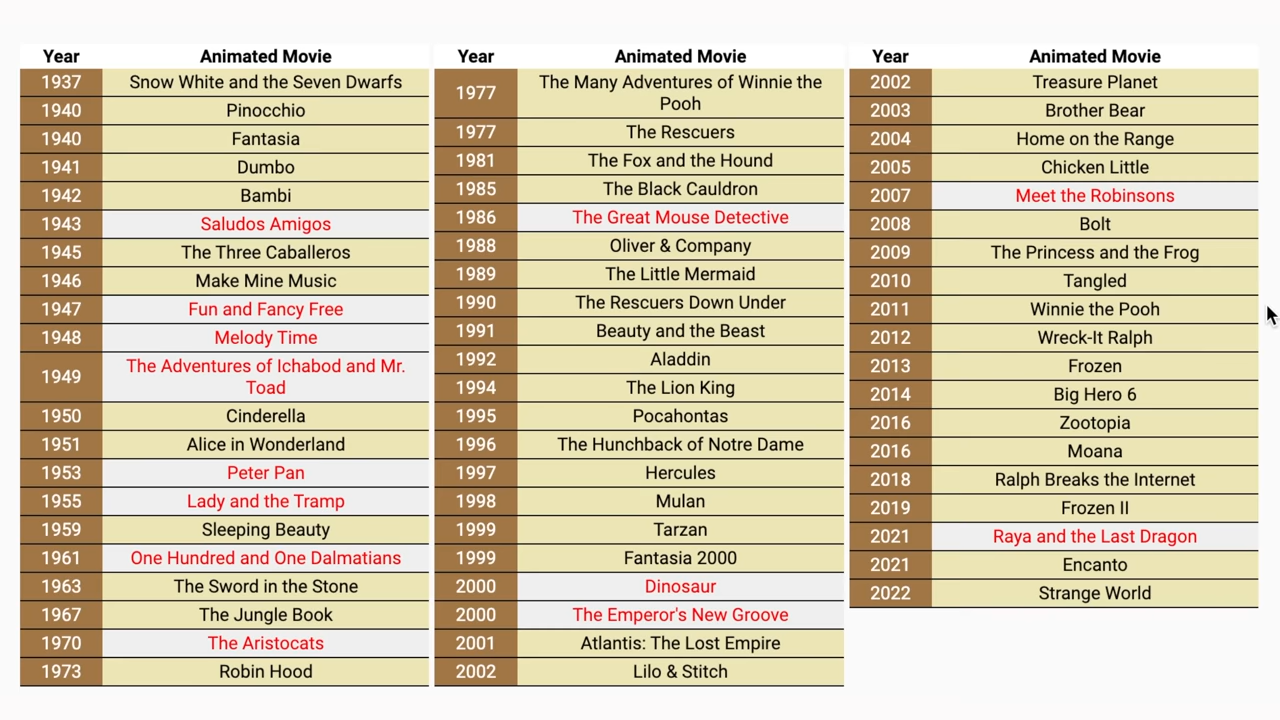 Year Animated Movie
1937 Snow White and the Seven Dwarfs
1940 Pinocchio
1940 Fantasia
1941 Dumbo
1942 Bambi
1943 Saludos Amigos
1945 The Three Caballeros
1946 Make Mine Music
1947 Fun and Fancy Free
1948 Melody Time
1949 The Adventures of Ichabod and Mr.
Toad
1950 Cinderella
1951 Alice in Wonderland
1953 Peter Pan
1955 Lady and the Tramp
1959 Sleeping Beauty
1961 One Hundred and One Dalmatians
1963 The Sword in the Stone
1967 The Jungle Book
1970 The Aristocats
1973 Robin Hood
Year Animated Movie
1977 The Many Adventures of Winnie the
Pooh
1977 The Rescuers
1981 The Fox and the Hound
1985 The Black Cauldron
1986 The Great Mouse Detective
1988 Oliver & Company
1989 The Little Mermaid
1990 The Rescuers Down Under
1991 Beauty and the Beast
1992 Aladdin
1994 The Lion King
1995 Pocahontas
1996 The Hunchback of Notre Dame
1997 Hercules
1998 Mulan
1999 Tarzan
1999 Fantasia 2000
2000 Dinosaur
2000 The Emperor's New Groove
2001 Atlantis: The Lost Empire
2002 Lilo & Stitch
Year Animated Movie
2002 Treasure Planet
2003 Brother Bear
2004 Home on the Range
2005 Chicken Little
2007 Meet the Robinsons
2008 Bolt
2009 The Princess and the Frog
2010 Tangled
2011 Winnie the Pooh
2012 Wreck-It Ralph
2013 Frozen
2014 Big Hero 6
2016 Zootopia
2016 Moana
2018 Ralph Breaks the Internet
2019 Frozen II
2021 Raya and the Last Dragon
2021 Encanto
2022 Strange World